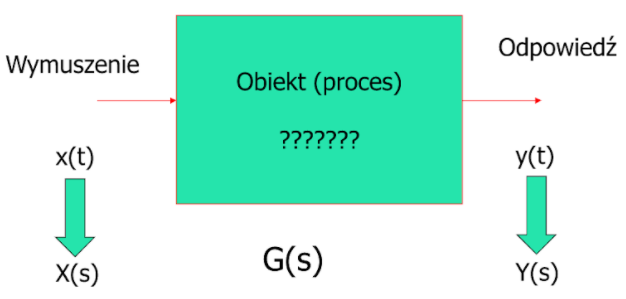 Wymuszenie
Obiekt (proces)
???????
Odpowiedź
x(t)
y(t)
X(s)
G(s)
Y(s)